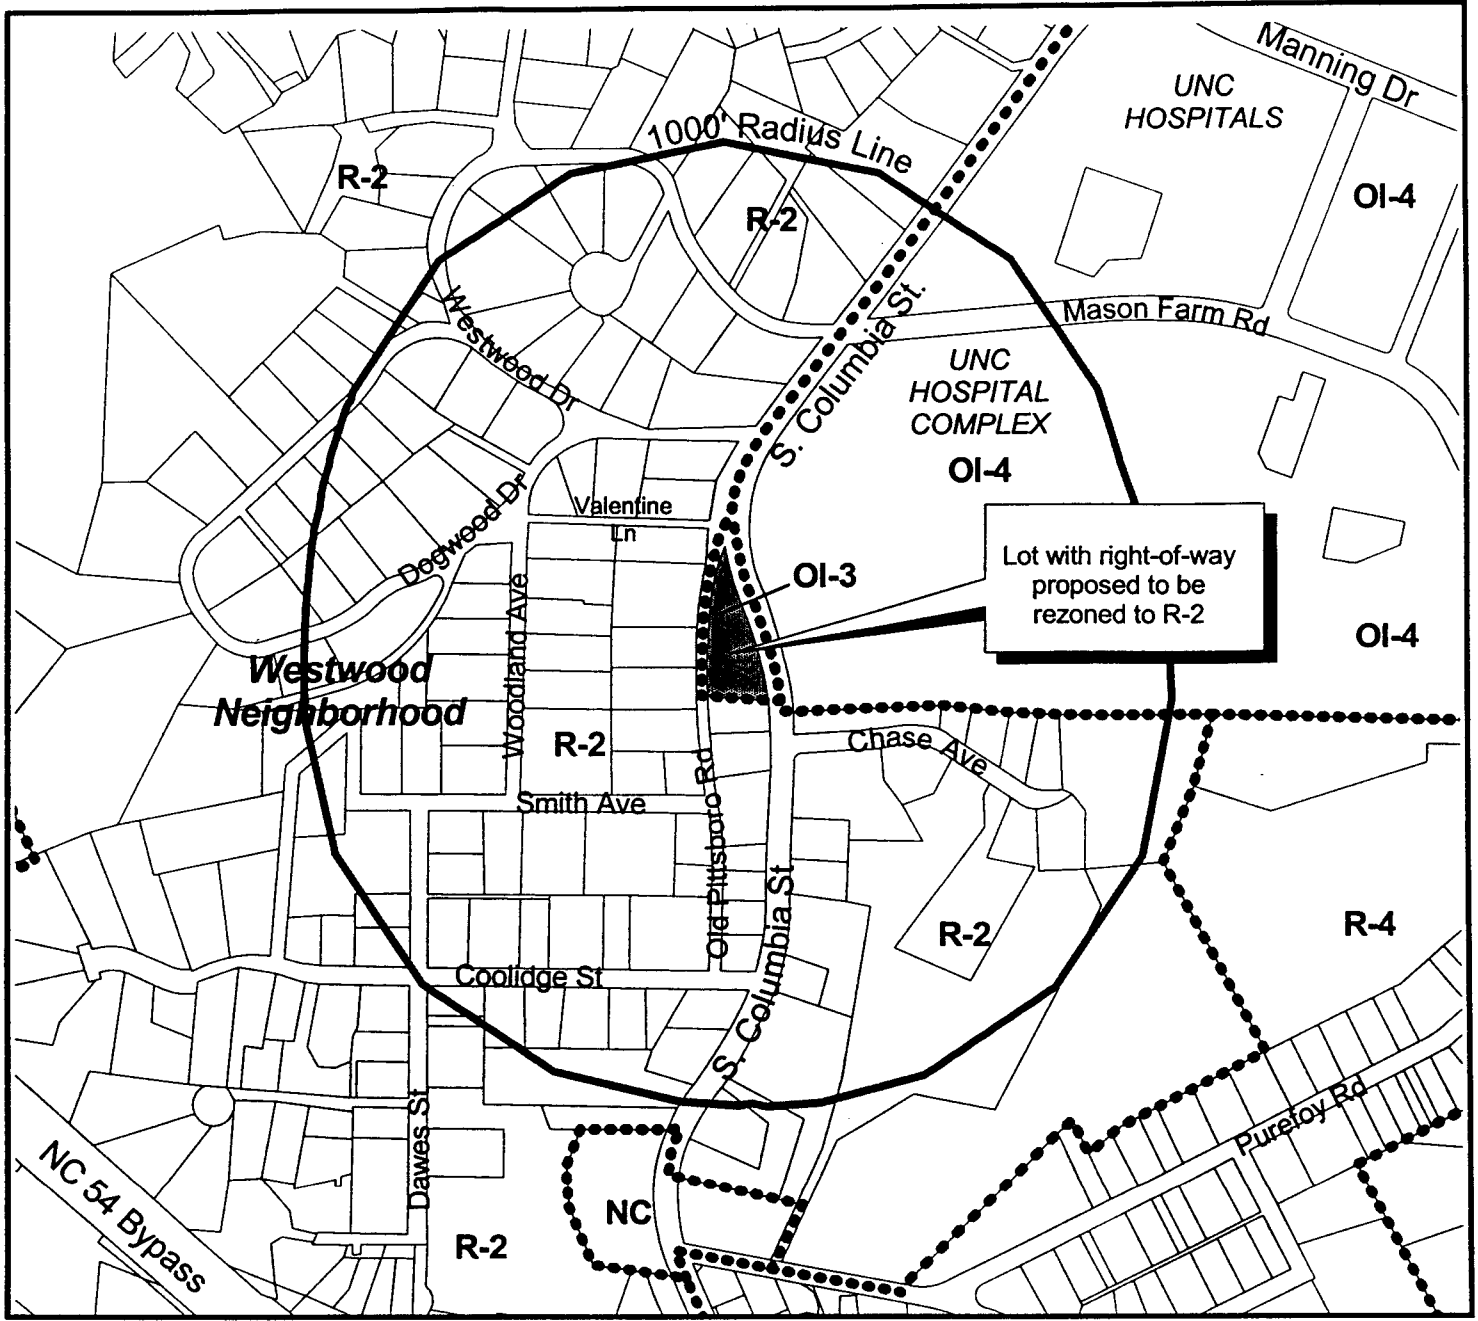 Manning Dr
UNC
HOSPITALS
1000' Radius Line
R-2
OI-4
R-2
S. Columbia St.
Mason Farm Rd
Westwood Dr
UNC
HOSPITAL
COMPLEX
OI-4
Dogwood Dr
Valentine
Ln
OI-3
Lot with right-of-way
proposed to be
rezoned to R-2
OI-4
Woodland Ave
Westwood
Neighborhood
R-2
Old Pittsboro Rd
Chase Ave
Smith Ave
S. Columbia St
R-2
R-4
Coolidge St
Dawes St
Purefoy Rd
NC 54 Bypass
NC
R-2